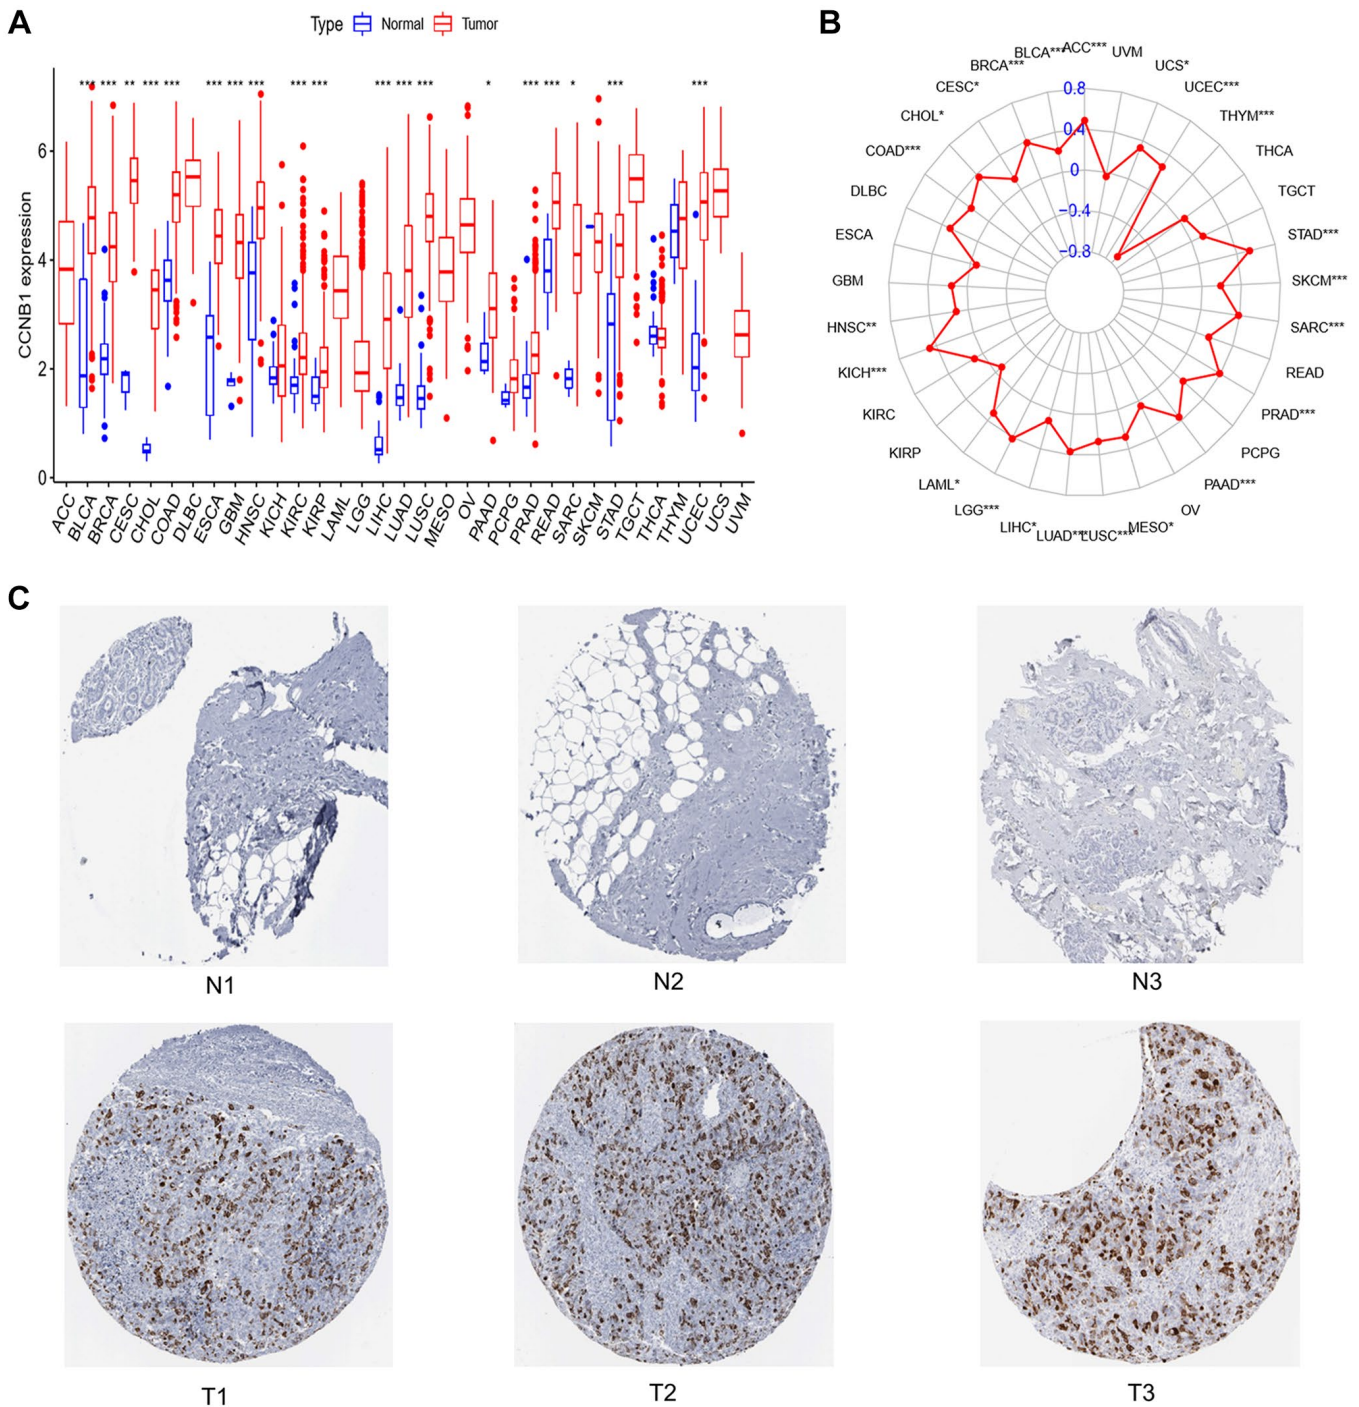 A
Type Normal Tumor
*** *** ** *** *** *** *** *** *** *** *** *** *** * *** *** * *** ***
CCNB1 expression
6
4
2
0
ACC BLCA BRCA CESC CHOL COAD DLBC ESCA GBM HNSC KICH KIRC KIRP LAML LGG LIHC LUAD LUSC MESO OV PAAD PCPG PRAD READ SARC SKCM STAD TGCT THCA THYM UCEC UCS UVM
B
ACC***
BLCA***
BRCA***
CESC*
CHOL*
COAD***
DLBC
ESCA
GBM
HNSC**
KICH***
KIRC
KIRP
LAML*
LGG***
LIHC*
LUAD***
LUSC***
MESO*
OV
PAAD***
PCPG
PRAD***
READ
SARC***
SKCM***
STAD***
TGCT
THCA
THYM***
UCEC***
UCS*
UVM
0.8
0.4
0
−0.4
−0.8
C
N1
N2
N3
T1
T2
T3